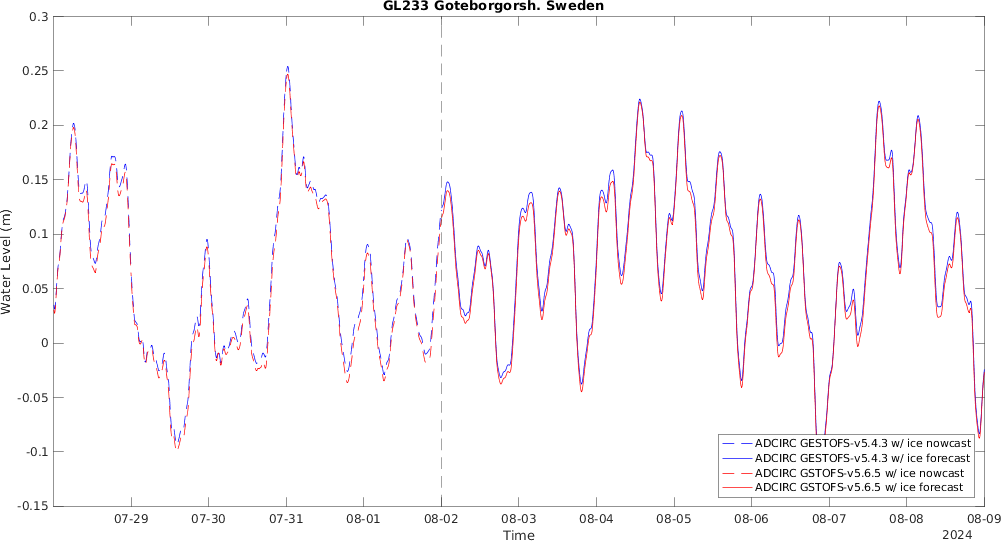 GL233 Goteborgorsh. Sweden
0.3
0.25
0.2
0.15
0.1
0.05
0
-0.05
-0.1
-0.15
Water Level (m)
ADCIRC GESTOFS-v5.4.3 w/ ice nowcast
ADCIRC GESTOFS-v5.4.3 w/ ice forecast
ADCIRC GSTOFS-v5.6.5 w/ ice nowcast
ADCIRC GSTOFS-v5.6.5 w/ ice forecast
07-29 07-30 07-31 08-01 08-02 08-03 08-04 08-05 08-06 08-07 08-08 08-09
Time
2024